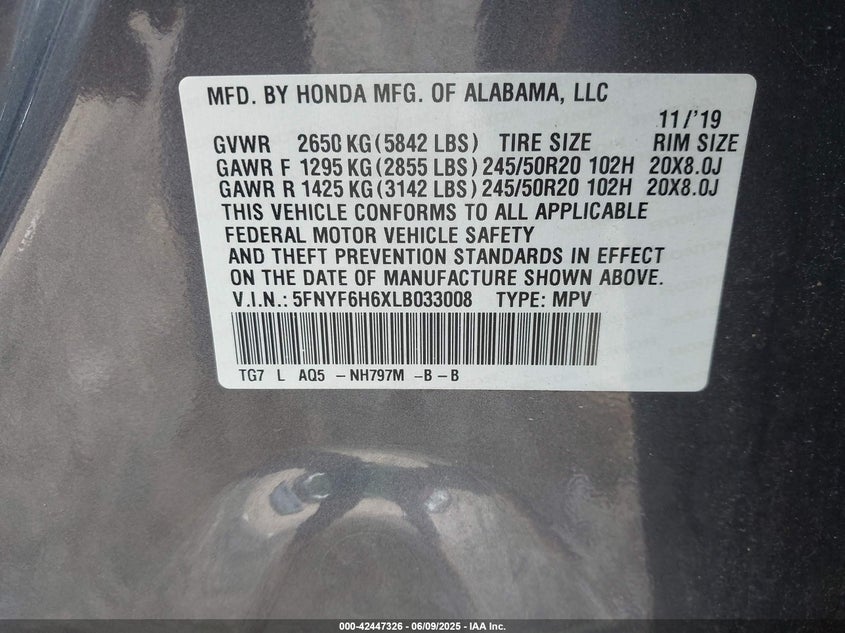 MFD. BY HONDA MFG. OF ALABAMA, LLC
11/'19
GVWR 2650 KG (5842 LBS) TIRE SIZE RIM SIZE
GAWR F 1295 KG (2855 LBS) 245/50R20 102H 20X8.0J
GAWR R 1425 KG (3142 LBS) 245/50R20 102H 20X8.0J
THIS VEHICLE CONFORMS TO ALL APPLICABLE
FEDERAL MOTOR VEHICLE SAFETY
AND THEFT PREVENTION STANDARDS IN EFFECT
ON THE DATE OF MANUFACTURE SHOWN ABOVE.
V.I.N.: 5FNYF6H6XLB033008 TYPE: MPV
TG7 L AQ5 – NH797M –B – B
000-42447326 | 06/09/2025 - IAA Inc.